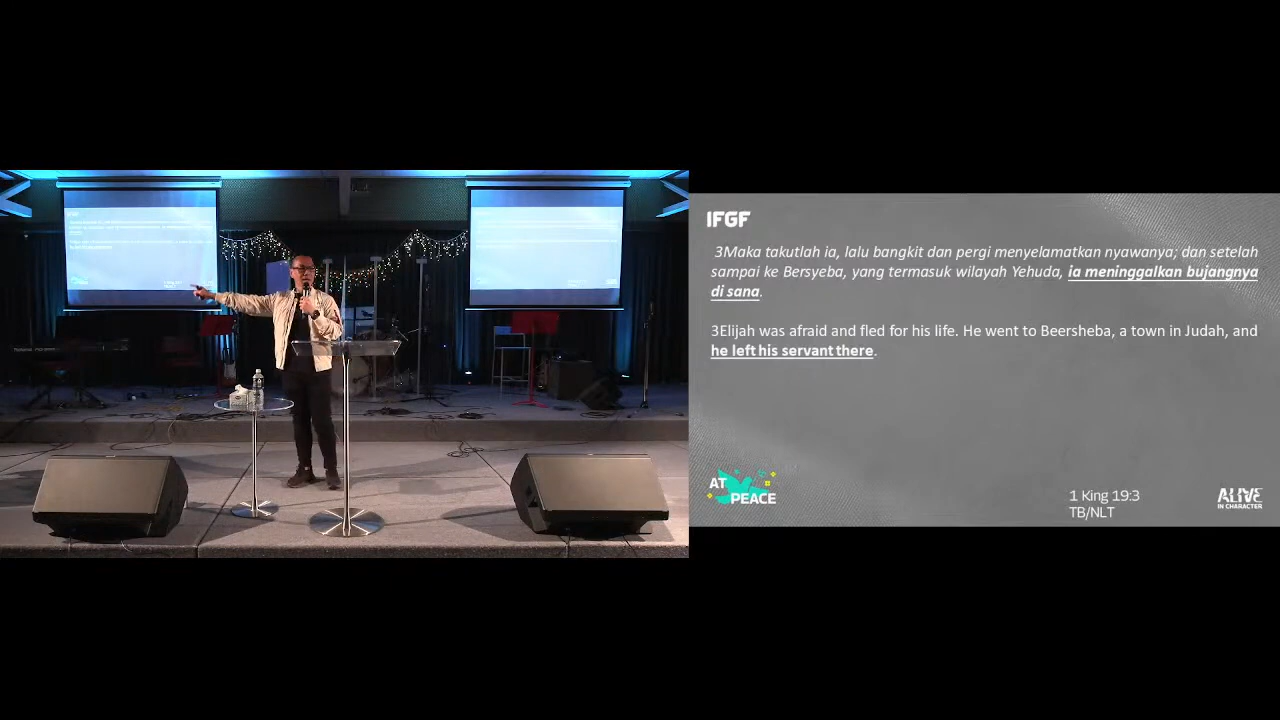 IFGF
3Maka takutlah ia, lalu bangkit dan pergi menyelamatkan nyawanya; dan setelah
sampai ke Bersyeba, yang termasuk wilayah Yehuda, ia meninggalkan bujangnya
di sana.
3Elijah was afraid and fled for his life. He went to Beersheba, a town in Judah, and
he left his servant there.
AT
PEACE
1 King 19:3
TB/NLT
ALIVE
IN CHARACTER